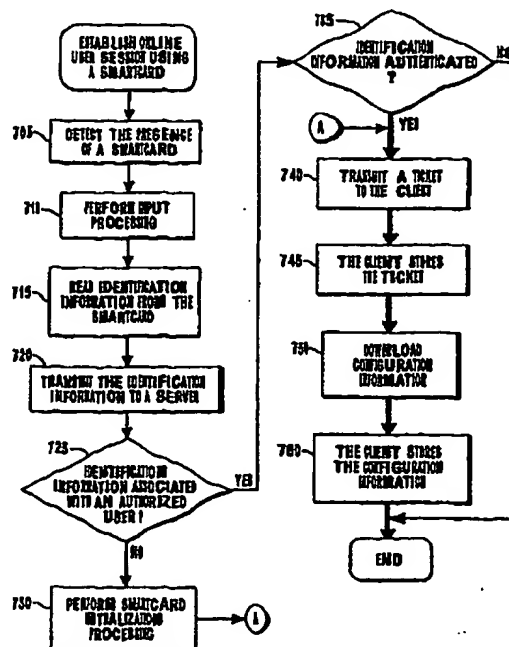 ESTABLISH ONLINE
USER SESSION USING
A SMARTCARD
705
DETECT THE PRESENCE
OF A SMARTCARD
710
PERFORM INPUT
PROCESSING
715
READ IDENTIFICATION
INFORMATION FROM THE
SMARTCARD
720
TRANSMIT THE IDENTIFICATION
INFORMATION TO A SERVER
725
IDENTIFICATION
INFORMATION ASSOCIATED
WITH AN AUTHORIZED
USER?
YES
NO
730
PERFORM SMARTCARD
INITIALIZATION
PROCESSING
A
735
IDENTIFICATION
INFORMATION AUTHENTICATED
?
NO
YES
A
740
TRANSMIT A TICKET
TO THE CLIENT
745
THE CLIENT STORES
THE TICKET
750
DOWNLOAD
CONFIGURATION
INFORMATION
760
THE CLIENT STORES
THE CONFIGURATION
INFORMATION
END